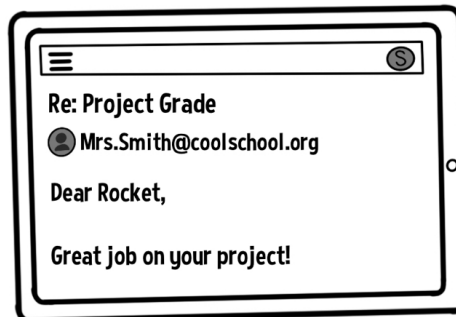 S
Re: Project Grade
Mrs.Smith@coolschool.org
Dear Rocket,
Great job on your project!